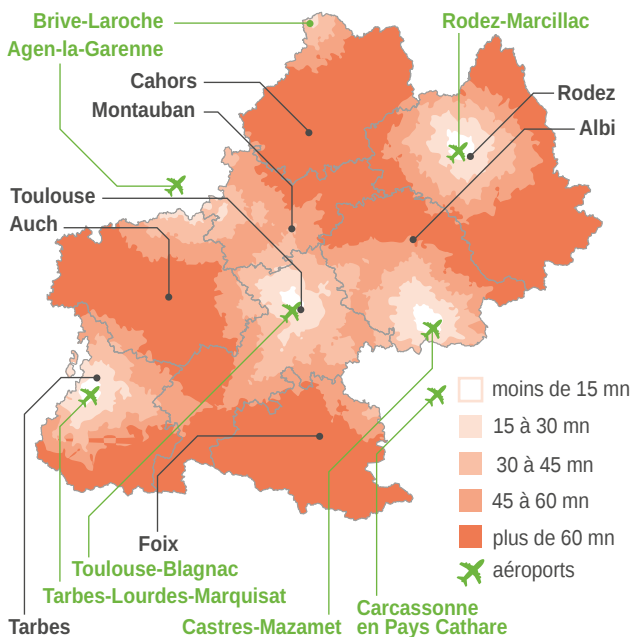 Brive-Laroche
Rodez-Marcillac
Agen-la-Garenne
Cahors
Rodez
Montauban
Albi
Toulouse
Auch
moins de 15 mn
15 à 30 mn
30 à 45 mn
45 à 60 mn
plus de 60 mn
aéroports
Foix
Toulouse-Blagnac
Tarbes-Lourdes-Marquisat
Tarbes
Castres-Mazamet
Carcassonne
en Pays Cathare